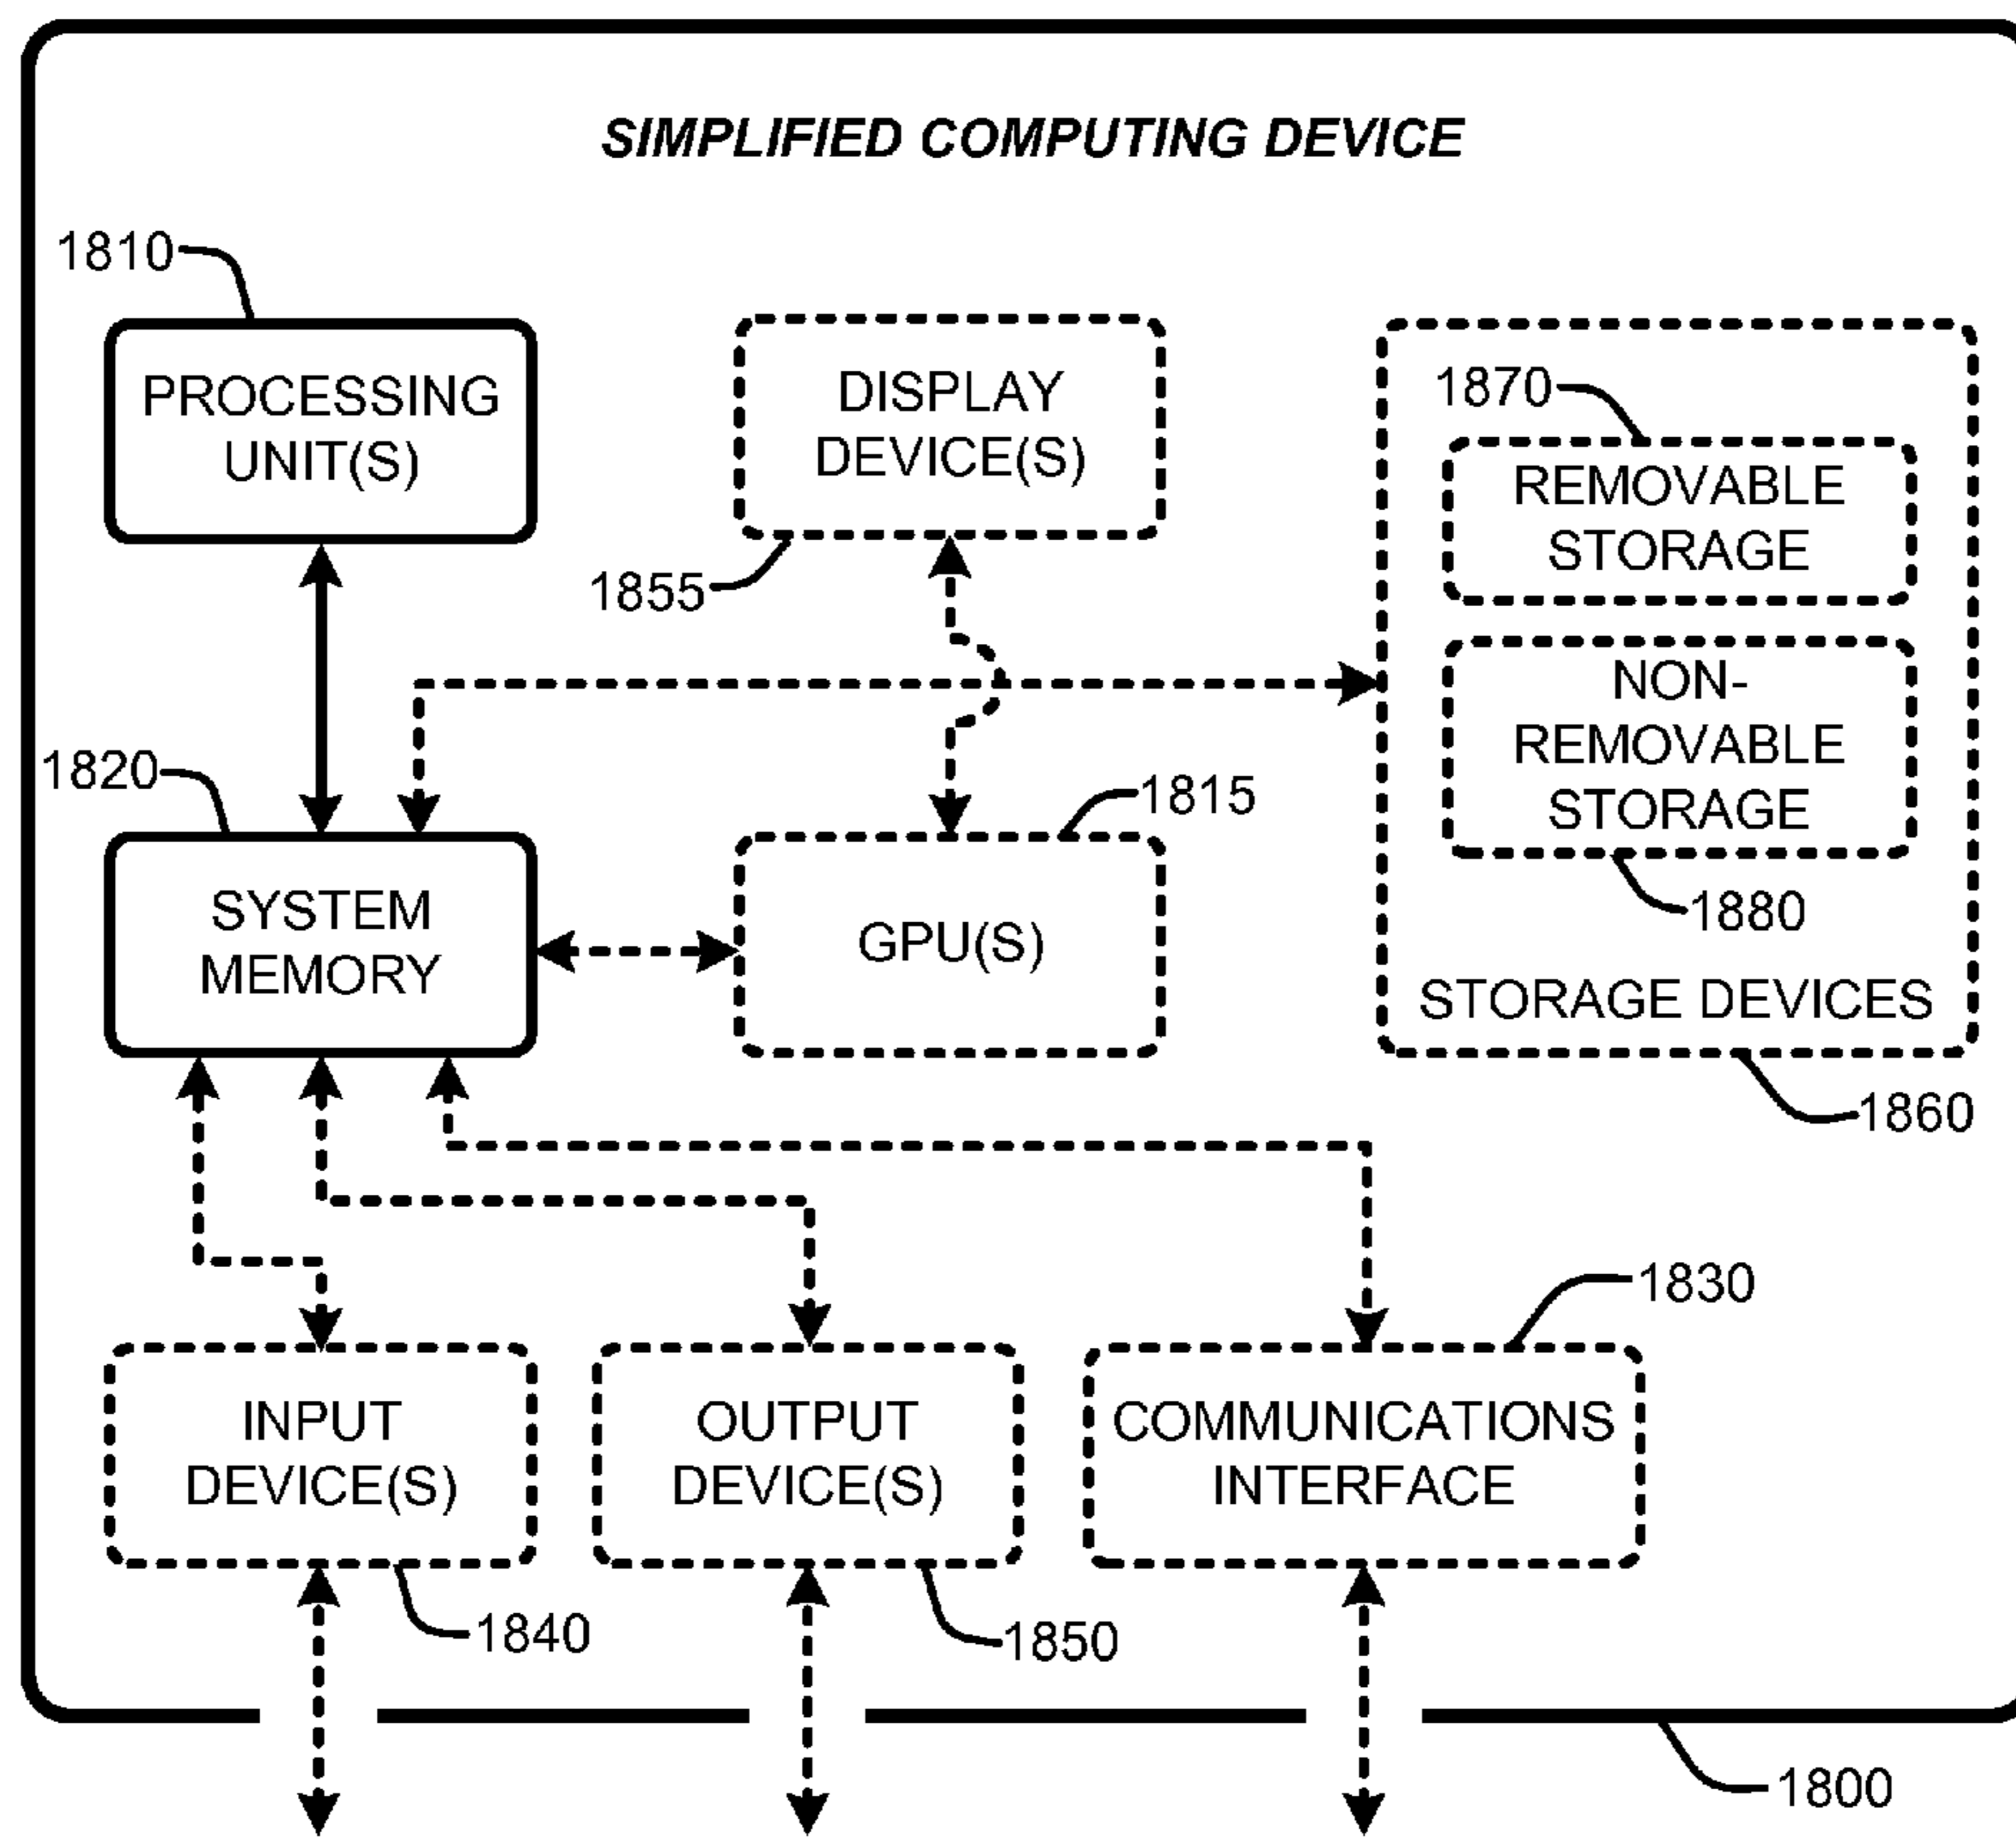 SIMPLIFIED COMPUTING DEVICE
1810
PROCESSING
UNIT(S)
DISPLAY
DEVICE(S)
1855
1870
REMOVABLE
STORAGE
NON-
REMOVABLE
STORAGE
1880
STORAGE DEVICES
1860
1820
SYSTEM
MEMORY
1815
GPU(S)
1830
INPUT
DEVICE(S)
OUTPUT
DEVICE(S)
COMMUNICATIONS
INTERFACE
1840
1850
1800